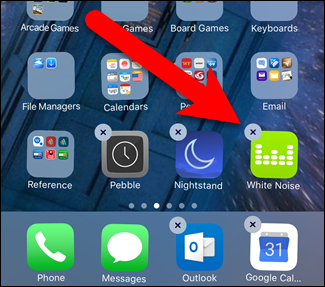 Arcade Games
Games
Board Games
Keyboards
File Managers
Calendars
Email
Reference
Pebble
Nightstand
White Noise
Phone
Messages
Outlook
Google Cal...
31